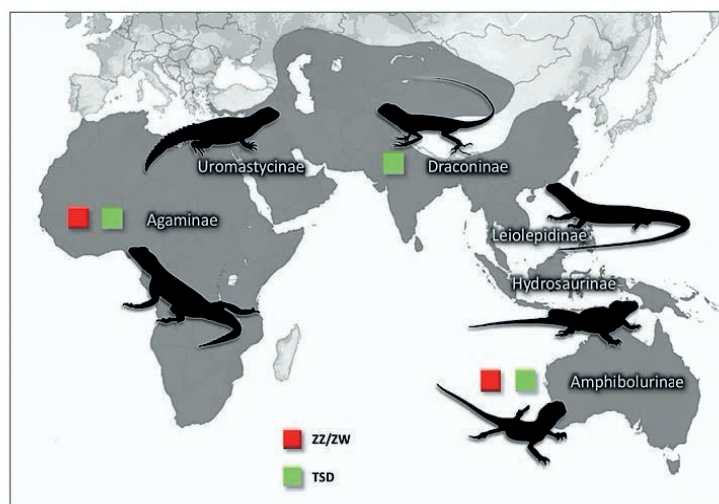 Uromastycinae
Draconinae
Agaminae
Leiolepidinae
Hydrosaurinae
Amphibolurinae
ZZ/ZW
TSD